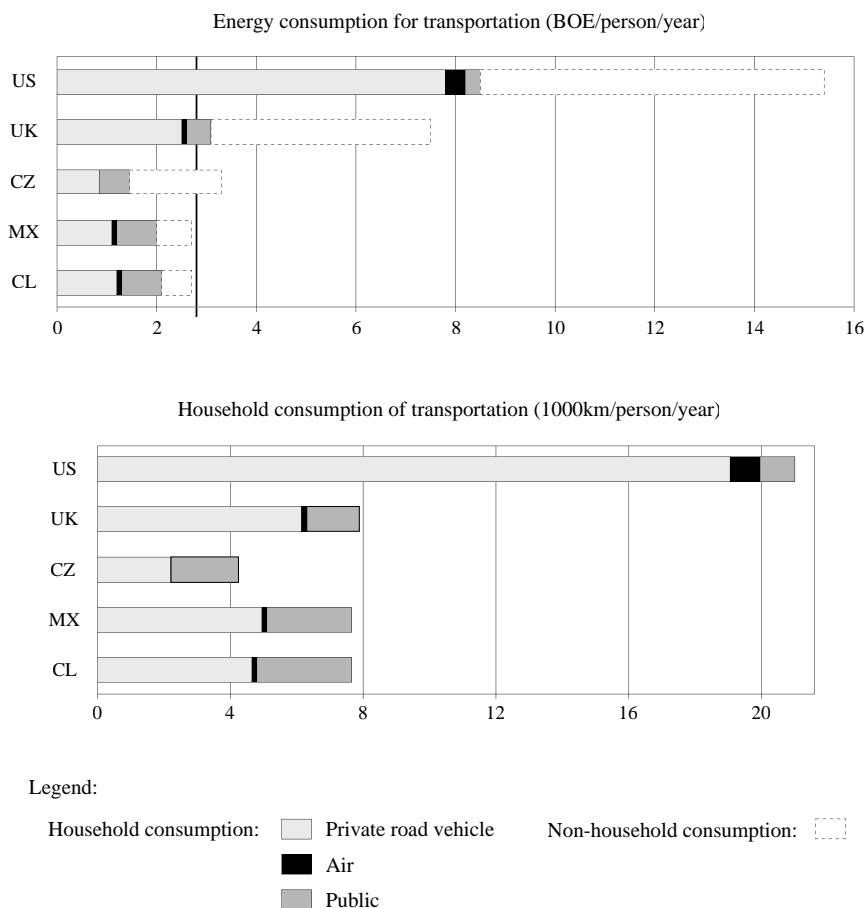 Energy consumption for transportation (BOE/person/year)
US
UK
CZ
MX
CL
0 2 4 6 8 10 12 14 16
Household consumption of transportation (1000km/person/year)
US
UK
CZ
MX
CL
0 4 8 12 16 20
Legend:
Household consumption: Private road vehicle Non-household consumption:
Air
Public